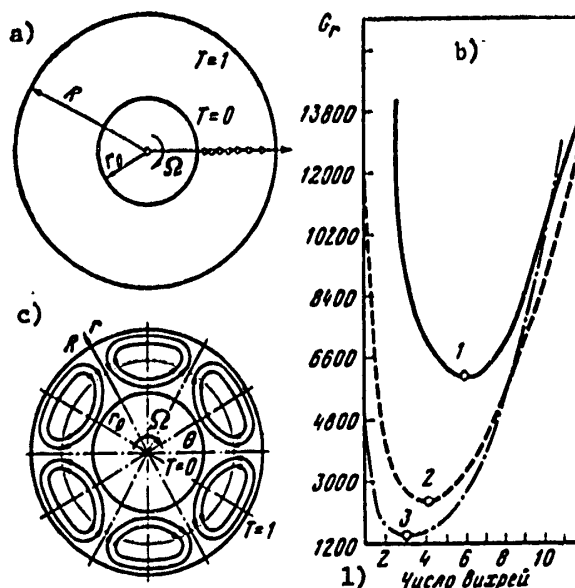 a)
T=1
R
T=0
r0
Ω
c)
R
r
r0
Ω
θ
T=0
T=1
Gr
b)
13800
12000
10200
8400
6600
4800
3000
1200
1
2
3
2 4 6 8 10
1) Число вихрей